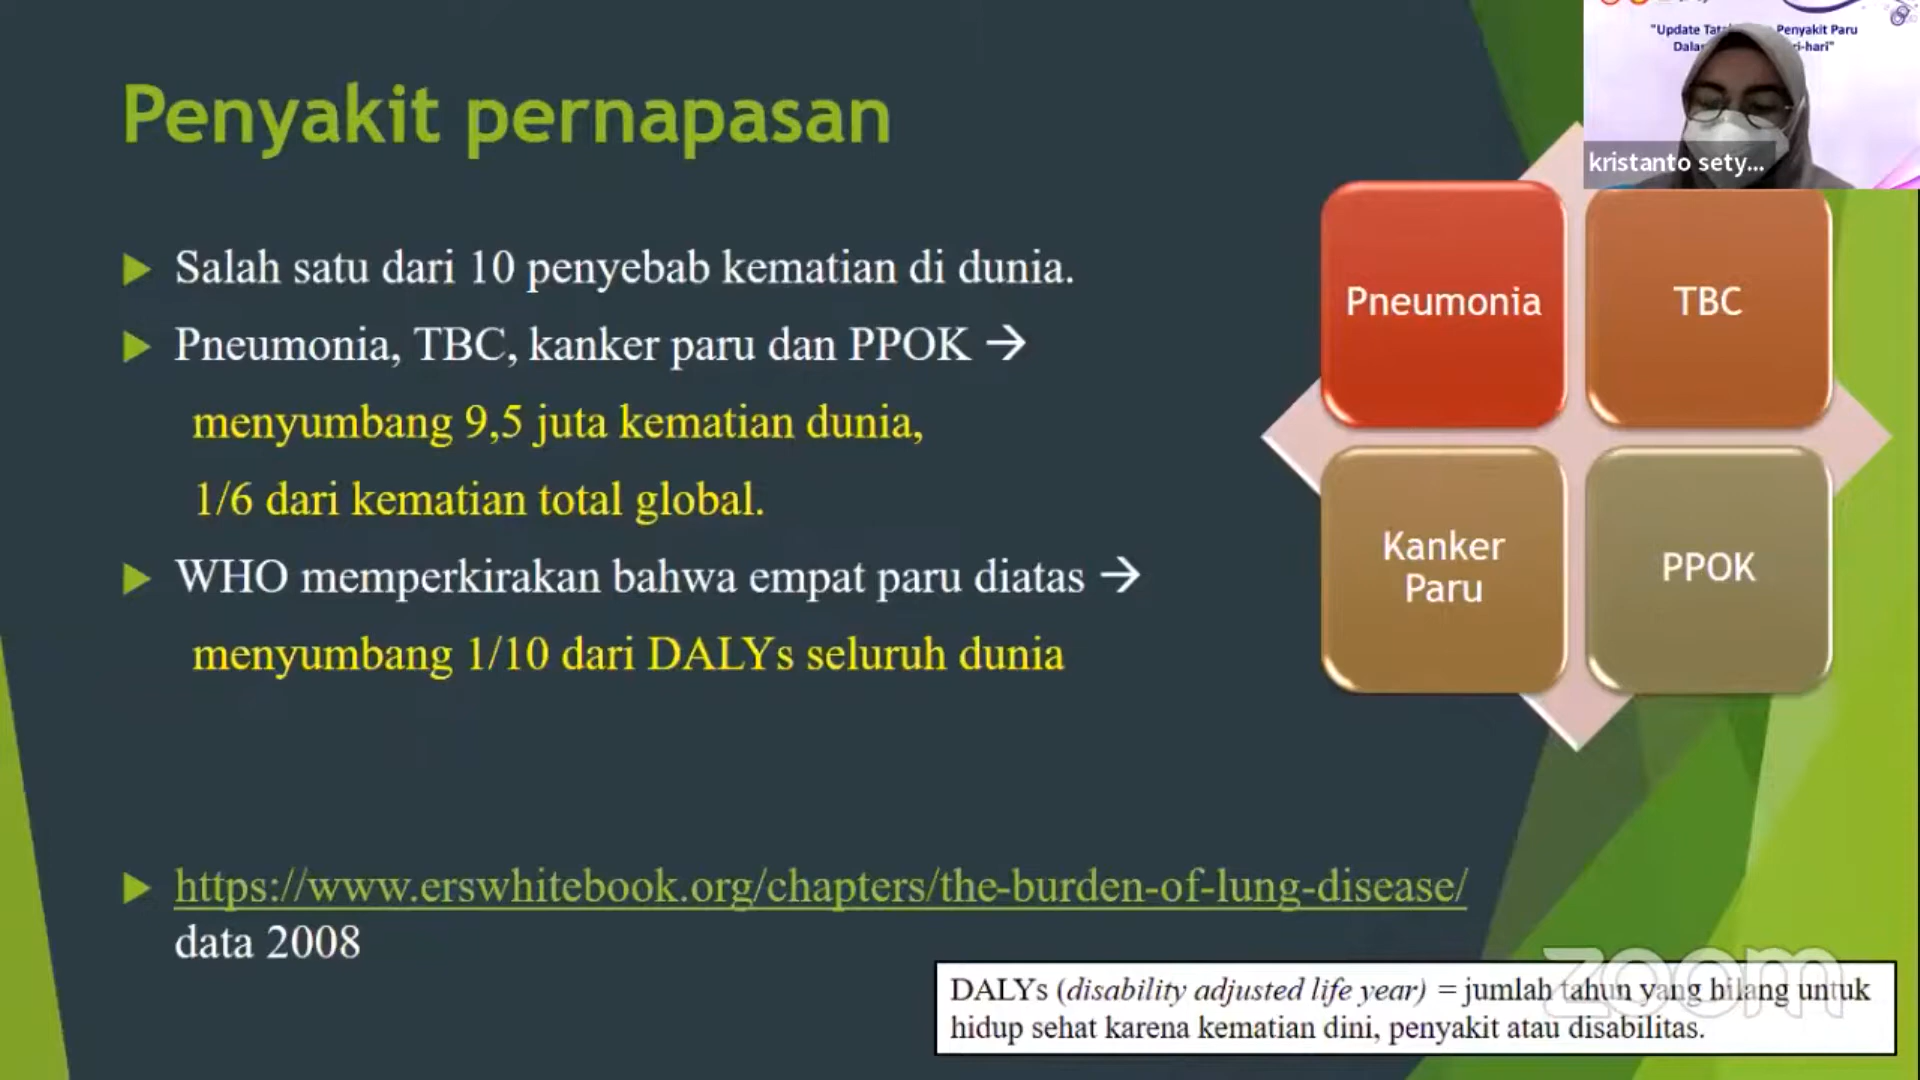 "Update Penyakit Paru
ri-hari"
kristanto sety...
Penyakit pernapasan
Salah satu dari 10 penyebab kematian di dunia.
Pneumonia, TBC, kanker paru dan PPOK →
menyumbang 9,5 juta kematian dunia,
1/6 dari kematian total global.
WHO memperkirakan bahwa empat paru diatas →
menyumbang 1/10 dari DALYs seluruh dunia
Pneumonia
TBC
Kanker
Paru
PPOK
https://www.erswhitebook.org/chapters/the-burden-of-lung-disease/
data 2008
zoom
DALYs (disability adjusted life year) = jumlah tahun yang hilang untuk
hidup sehat karena kematian dini, penyakit atau disabilitas.